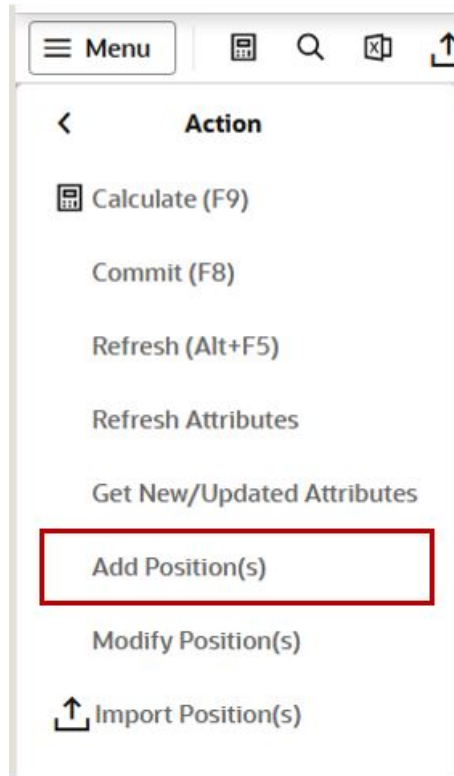 Menu
Action
Calculate (F9)
Commit (F8)
Refresh (Alt+F5)
Refresh Attributes
Get New/Updated Attributes
Add Position(s)
Modify Position(s)
Import Position(s)